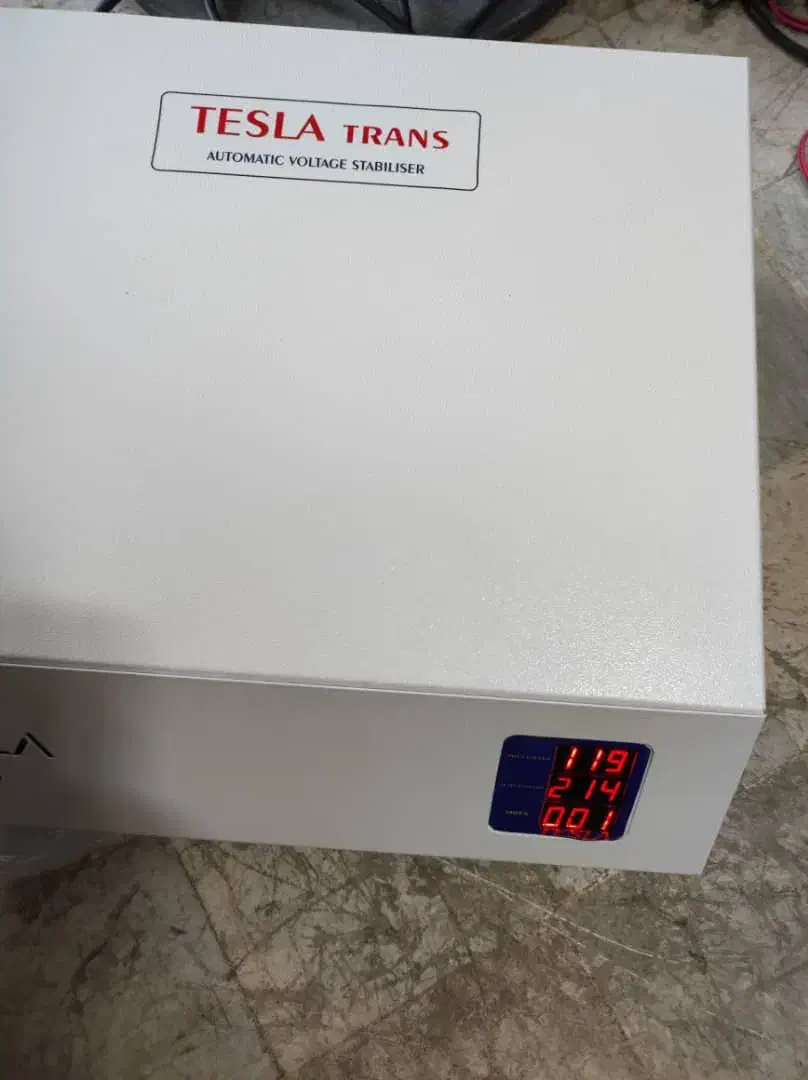 TESLA TRANS
AUTOMATIC VOLTAGE STABILISER
119
214
001